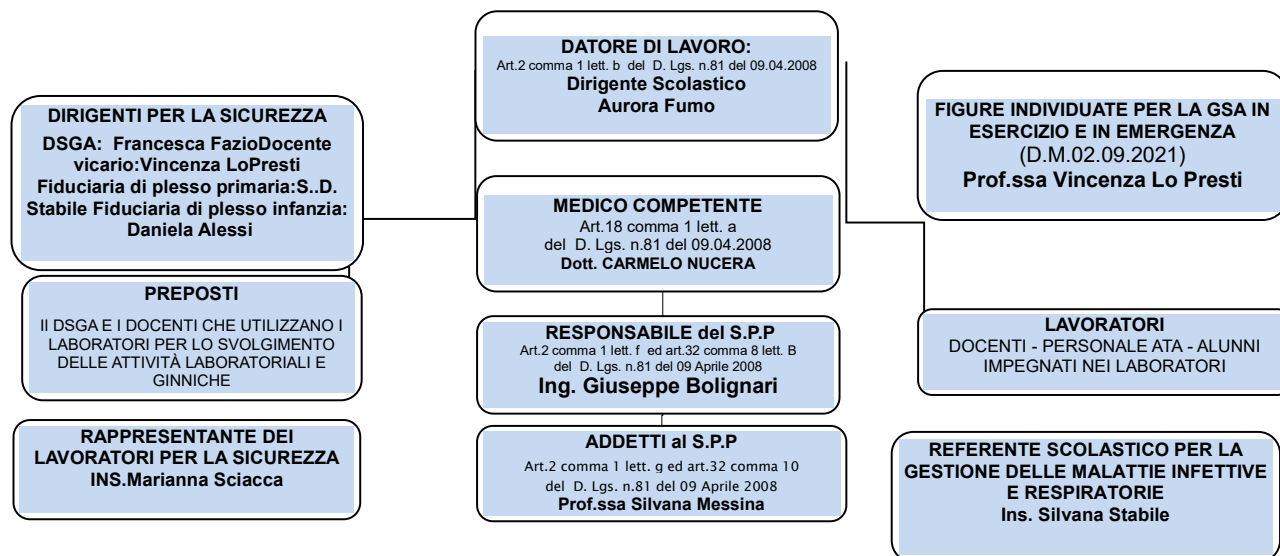 DATORE DI LAVORO:
Art.2 comma 1 lett. b del D. Lgs. n.81 del 09.04.2008
Dirigente Scolastico
Aurora Fumo
DIRIGENTI PER LA SICUREZZA
DSGA: Francesca FazioDocente
vicario:Vincenza LoPresti
Fiduciaria di plesso primaria:S..D.
Stabile Fiduciaria di plesso infanzia:
Daniela Alessi
FIGURE INDIVIDUATE PER LA GSA IN
ESERCIZIO E IN EMERGENZA
(D.M.02.09.2021)
Prof.ssa Vincenza Lo Presti
MEDICO COMPETENTE
Art.18 comma 1 lett. a
del D. Lgs. n.81 del 09.04.2008
Dott. CARMELO NUCERA
PREPOSTI
II DSGA E I DOCENTI CHE UTILIZZANO I
LABORATORI PER LO SVOLGIMENTO
DELLE ATTIVITÀ LABORATORIALI E
GINNICHE
RESPONSABILE del S.P.P
Art.2 comma 1 lett. f ed art.32 comma 8 lett. B
del D. Lgs. n.81 del 09 Aprile 2008
Ing. Giuseppe Bolignari
LAVORATORI
DOCENTI - PERSONALE ATA - ALUNNI
IMPEGNATI NEI LABORATORI
RAPPRESENTANTE DEI
LAVORATORI PER LA SICUREZZA
INS.Marianna Sciacca
ADDETTI al S.P.P
Art.2 comma 1 lett. g ed art.32 comma 10
del D. Lgs. n.81 del 09 Aprile 2008
Prof.ssa Silvana Messina
REFERENTE SCOLASTICO PER LA
GESTIONE DELLE MALATTIE INFETTIVE
E RESPIRATORIE
Ins. Silvana Stabile